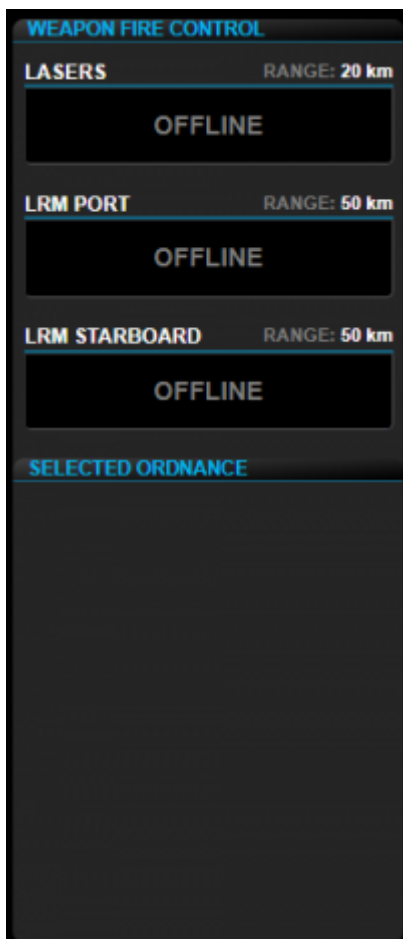 WEAPON FIRE CONTROL
LASERS RANGE: 20 km
OFFLINE
LRM PORT RANGE: 50 km
OFFLINE
LRM STARBOARD RANGE: 50 km
OFFLINE
SELECTED ORDNANCE